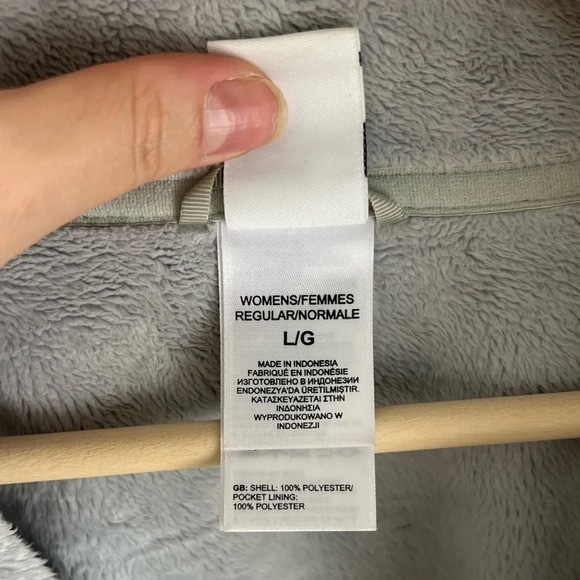 WOMENS/FEMMES
REGULAR/NORMALE
L/G
MADE IN INDONESIA
FABRIQUÉ EN INDONÉSIE
ИЗГОТОВЛЕНО В ИНДОНЕЗИИ
ENDONEZYA'DA ÜRETILMIŞTIR.
ΚΑΤΑΣΚΕΥΑΖΕΤΑΙ ΣΤΗΝ
ΙΝΔΟΝΗΣΙΑ
WYPRODUKOWANO W
INDONEZJI
GB: SHELL: 100% POLYESTER/
POCKET LINING:
100% POLYESTER